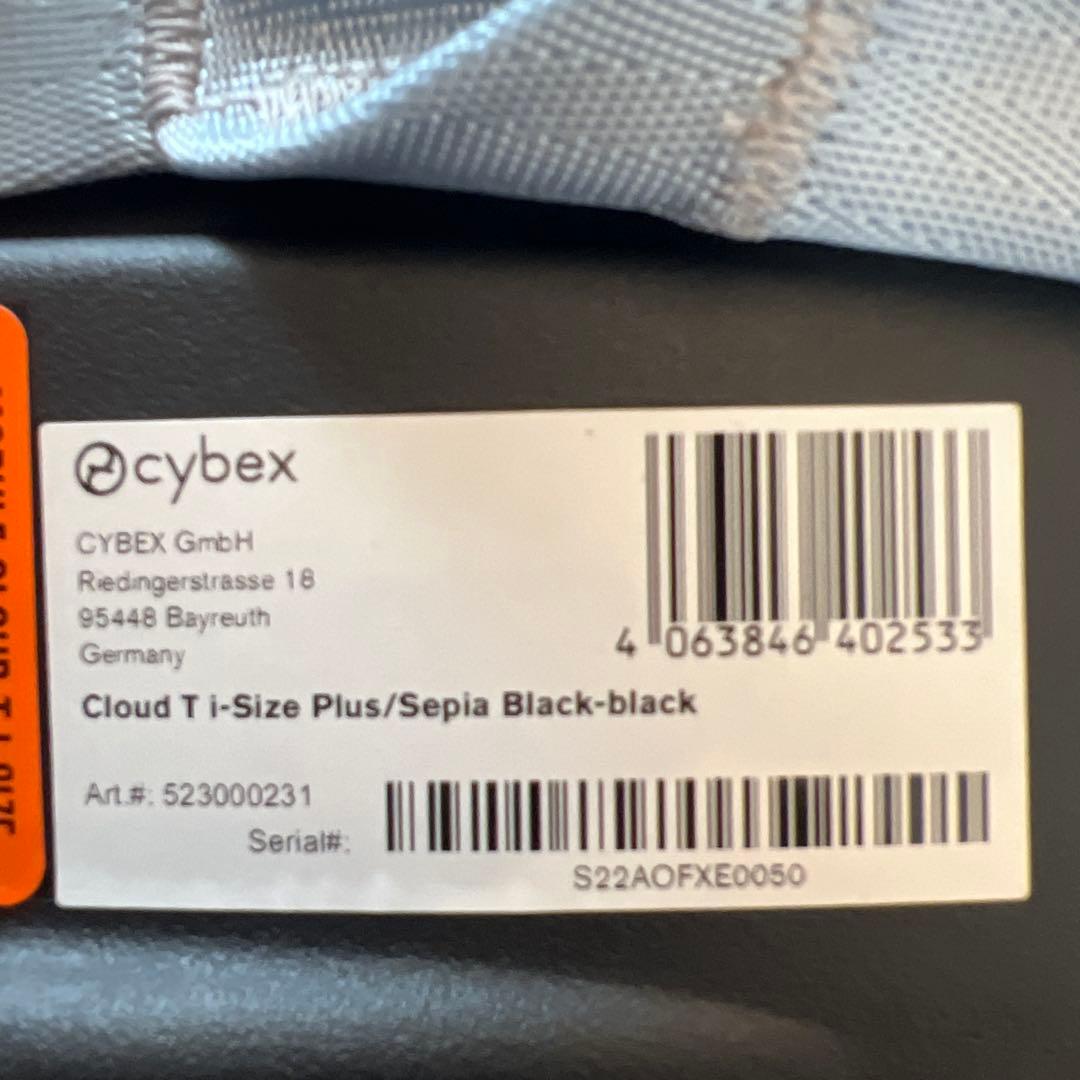 cybex
CYBEX GmbH
Riedingerstrasse 18
95448 Bayreuth
Germany
4 063846 402533
Cloud T i-Size Plus/Sepia Black-black
Art.#: 523000231
Serial#:
S22AOFXE0050